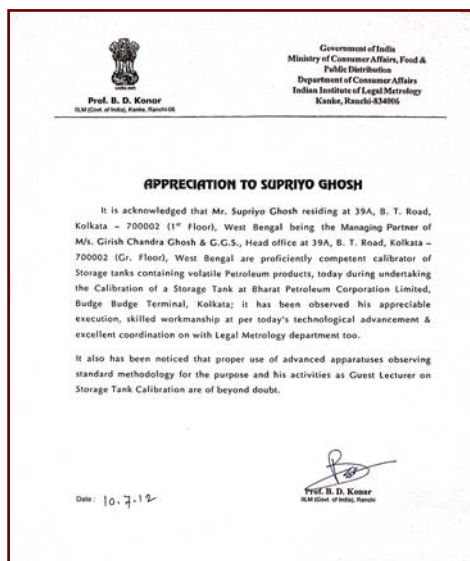 Prof. B. D. Konar
IILM (Govt. of India), Kanke, Ranchi-06
Government of India
Ministry of Consumer Affairs, Food &
Public Distribution
Department of Consumer Affairs
Indian Institute of Legal Metrology
Kanke, Ranchi-834006
APPRECIATION TO SUPRIYO GHOSH
It is acknowledged that Mr. Supriyo Ghosh residing at 39A, B. T. Road,
Kolkata – 700002 (1st Floor), West Bengal being the Managing Partner of
M/s. Girish Chandra Ghosh & G.G.S., Head office at 39A, B. T. Road, Kolkata –
700002 (Gr. Floor), West Bengal are proficiently competent calibrator of
Storage tanks containing volatile Petroleum products, today during undertaking
the Calibration of a Storage Tank at Bharat Petroleum Corporation Limited,
Budge Budge Terminal, Kolkata; it has been observed his appreciable
execution, skilled workmanship at per today's technological advancement &
excellent coordination on with Legal Metrology department too.
It also has been noticed that proper use of advanced apparatuses observing
standard methodology for the purpose and his activities as Guest Lecturer on
Storage Tank Calibration are of beyond doubt.
Prof. B. D. Konar
IILM (Govt. of India), Ranchi
Date : 10.7.12